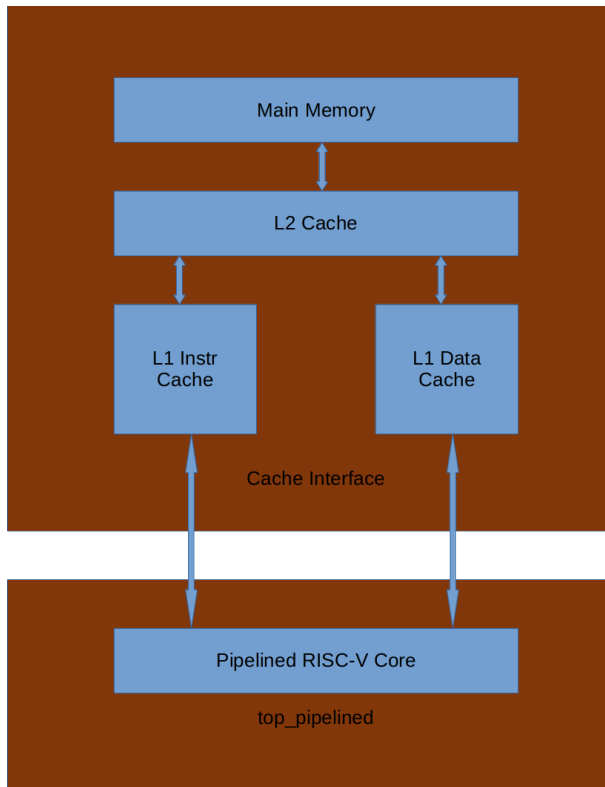 Main Memory
L2 Cache
L1 Instr
Cache
L1 Data
Cache
Cache Interface
Pipelined RISC-V Core
top_pipelined